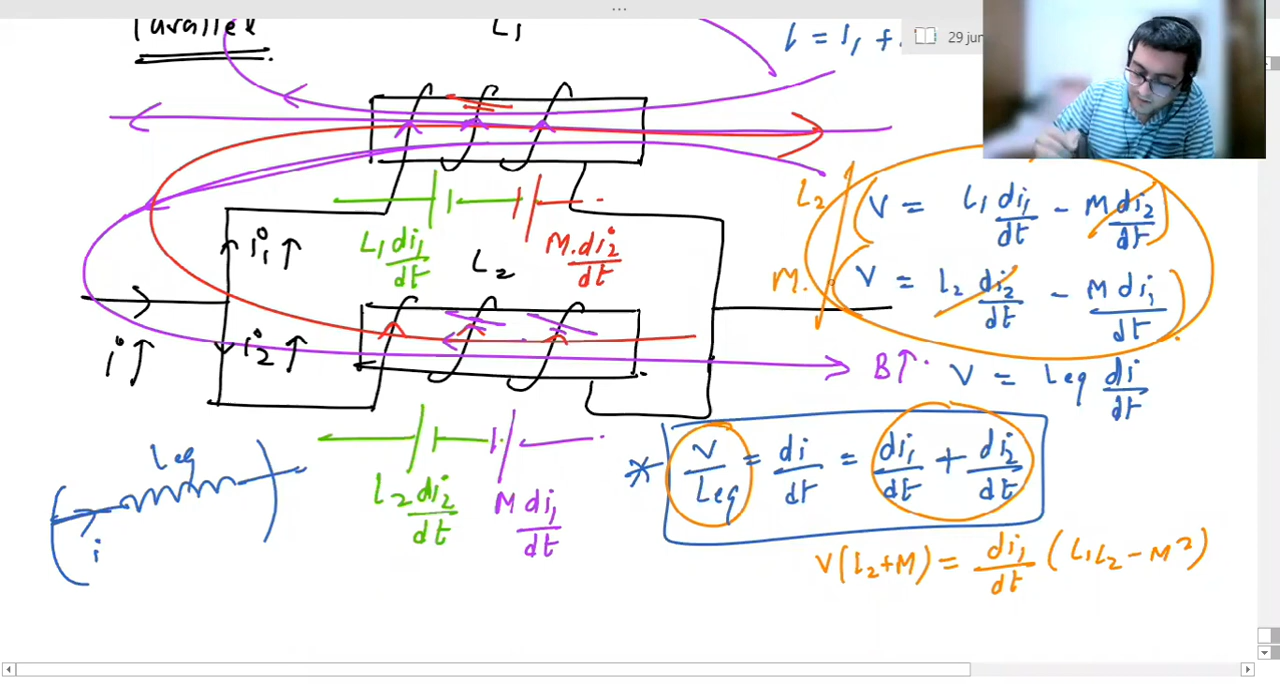 Parallel
L₁
29 jun
i = i₁ +
L₂
V = L₁ di₁/dt - M di₂/dt
L₁ di₁/dt
M. di₂/dt
i₁ ↑
L₂
M.
V = L₂ di₂/dt - M di₁/dt
i ↑
i₂ ↑
B↑.
V = Leq di/dt
Leq
i
L₂ di₂/dt
M di₁/dt
* V/Leq = di/dt = di₁/dt + di₂/dt
V(L₂+M) = di₁/dt (L₁L₂ - M²)